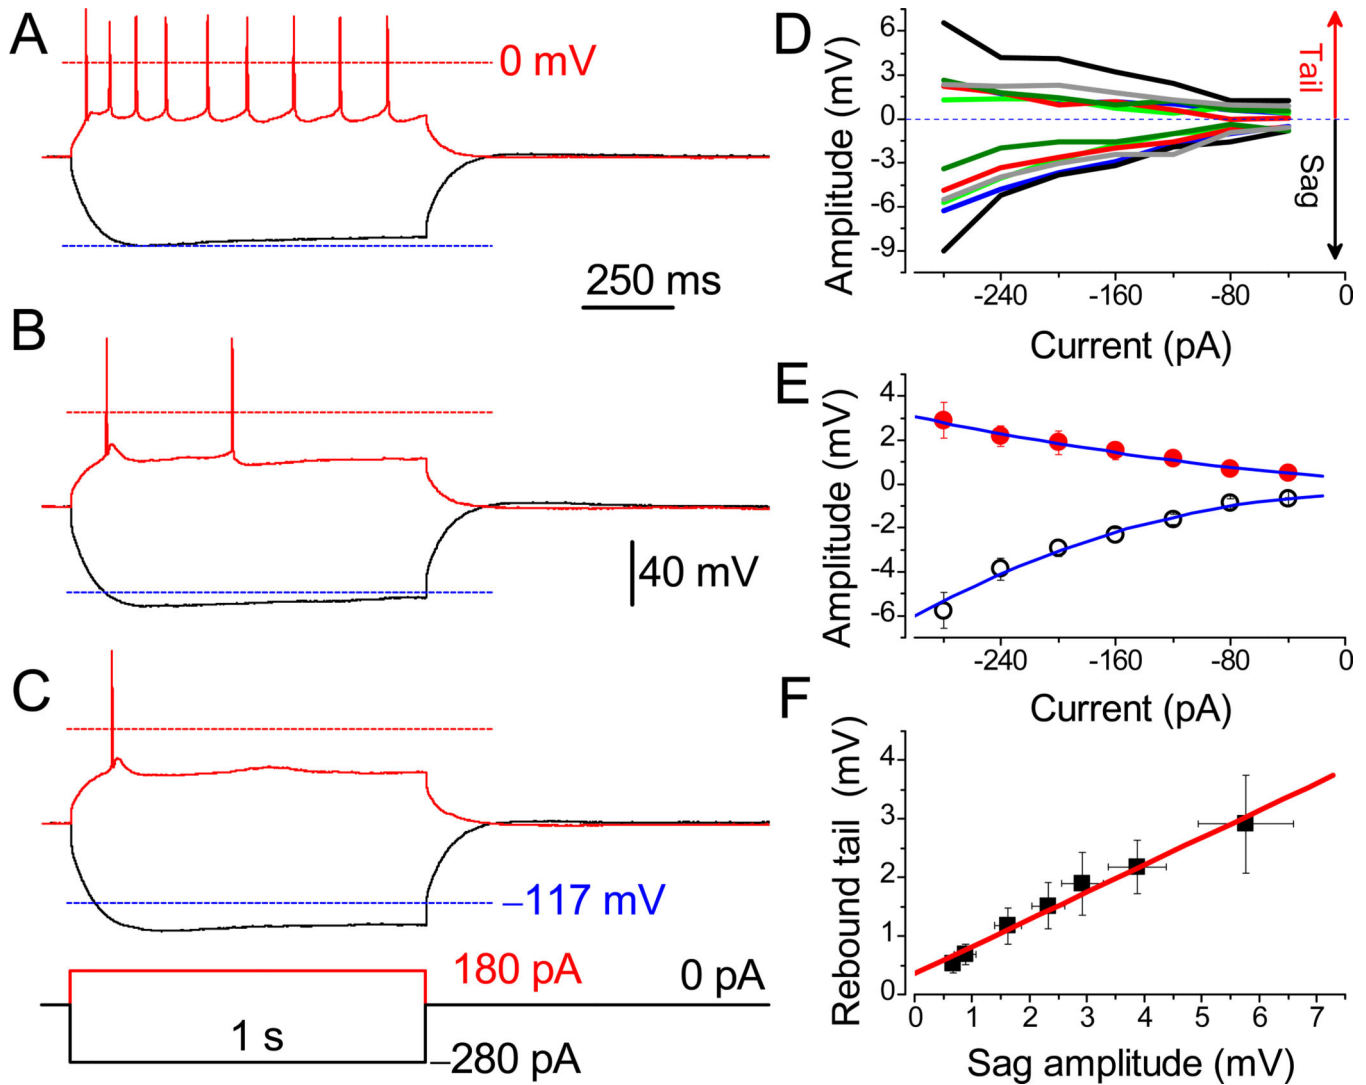 A
0 mV
250 ms
B
40 mV
C
–117 mV
180 pA
0 pA
1 s
–280 pA
D
Amplitude (mV)
6
3
0
-3
-6
-9
Tail
Sag
-240
-160
-80
0
Current (pA)
E
Amplitude (mV)
4
2
0
-2
-4
-6
-240
-160
-80
0
Current (pA)
F
Rebound tail (mV)
4
3
2
1
0
0
1
2
3
4
5
6
7
Sag amplitude (mV)